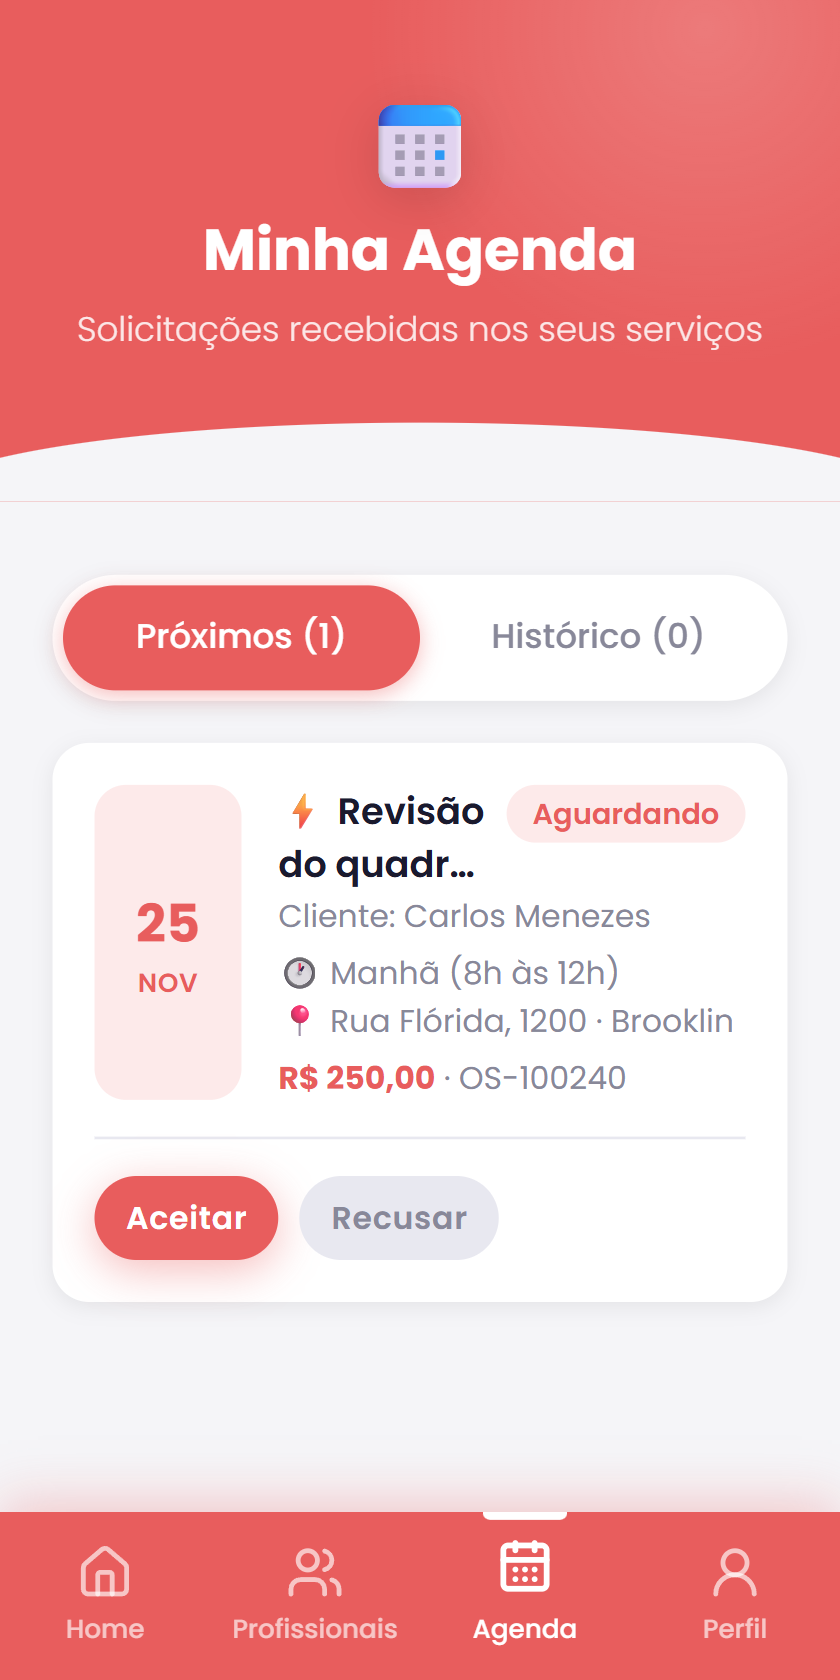 Minha Agenda
Solicitações recebidas nos seus serviços
Próximos (1)
Histórico (0)
Revisão
do quadr...
Aguardando
Cliente: Carlos Menezes
Manhã (8h às 12h)
Rua Flórida, 1200 · Brooklin
R$ 250,00 · OS-100240
25
NOV
Aceitar
Recusar
Home
Profissionais
Agenda
Perfil